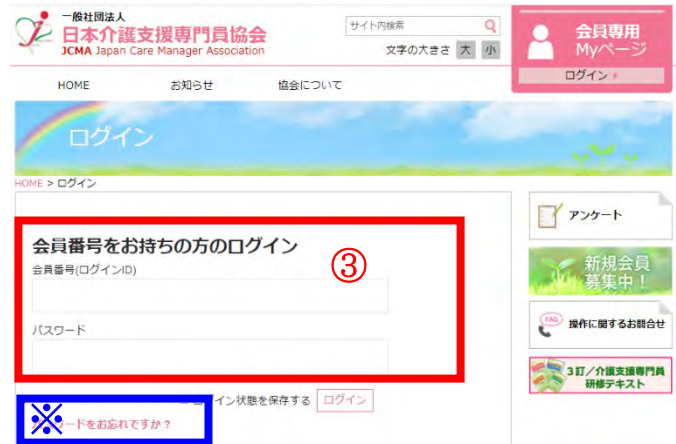 一般社団法人
日本介護支援専門員協会
JCMA Japan Care Manager Association
サイト内検索
文字の大きさ 大 小
会員専用
Myページ
ログイン
HOME お知らせ 協会について
ログイン
HOME > ログイン
会員番号をお持ちの方のログイン
③
会員番号(ログインID)
パスワード
イン状態を保存する ログイン
※
ードをお忘れですか?
アンケート
新規会員
募集中!
FAQ 操作に関するお問合せ
3訂/介護支援専門員
研修テキスト